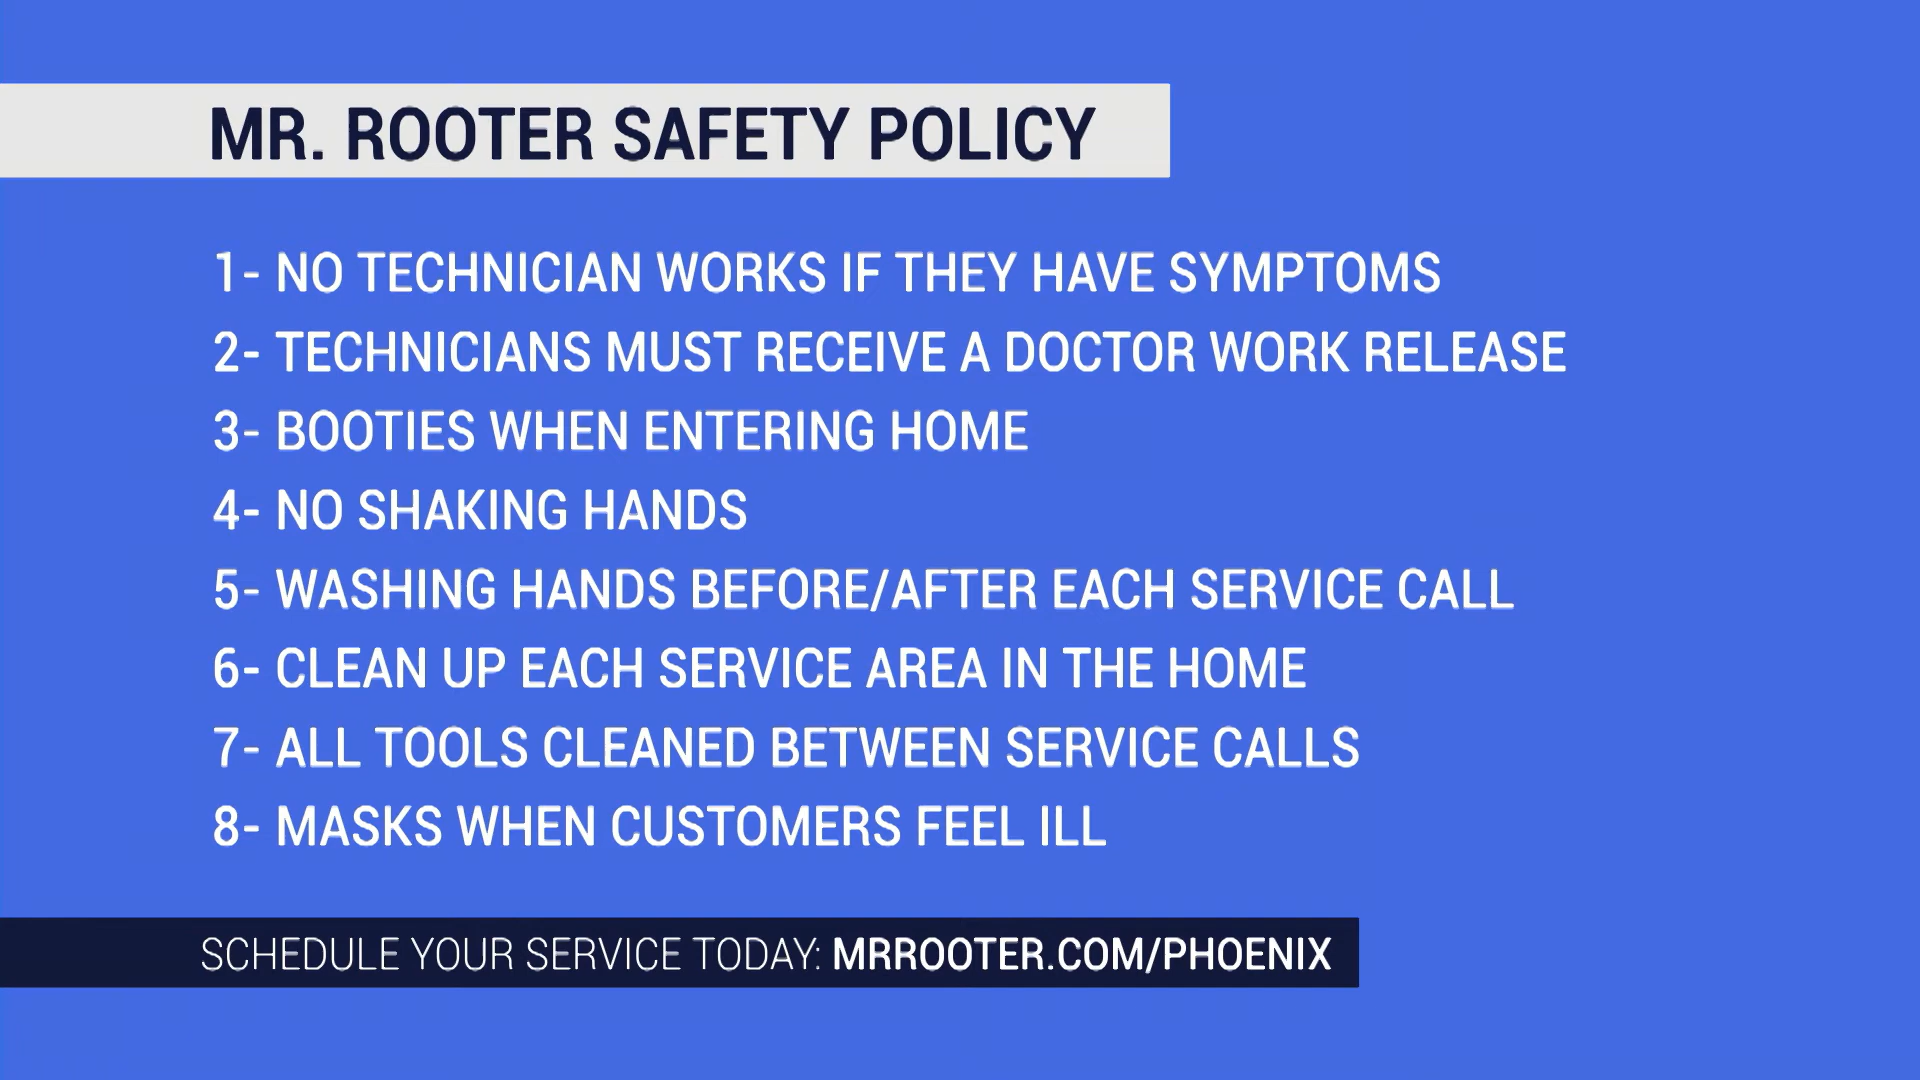 MR. ROOTER SAFETY POLICY
1- NO TECHNICIAN WORKS IF THEY HAVE SYMPTOMS
2- TECHNICIANS MUST RECEIVE A DOCTOR WORK RELEASE
3- BOOTIES WHEN ENTERING HOME
4- NO SHAKING HANDS
5- WASHING HANDS BEFORE/AFTER EACH SERVICE CALL
6- CLEAN UP EACH SERVICE AREA IN THE HOME
7- ALL TOOLS CLEANED BETWEEN SERVICE CALLS
8- MASKS WHEN CUSTOMERS FEEL ILL
SCHEDULE YOUR SERVICE TODAY: MRROOTER.COM/PHOENIX